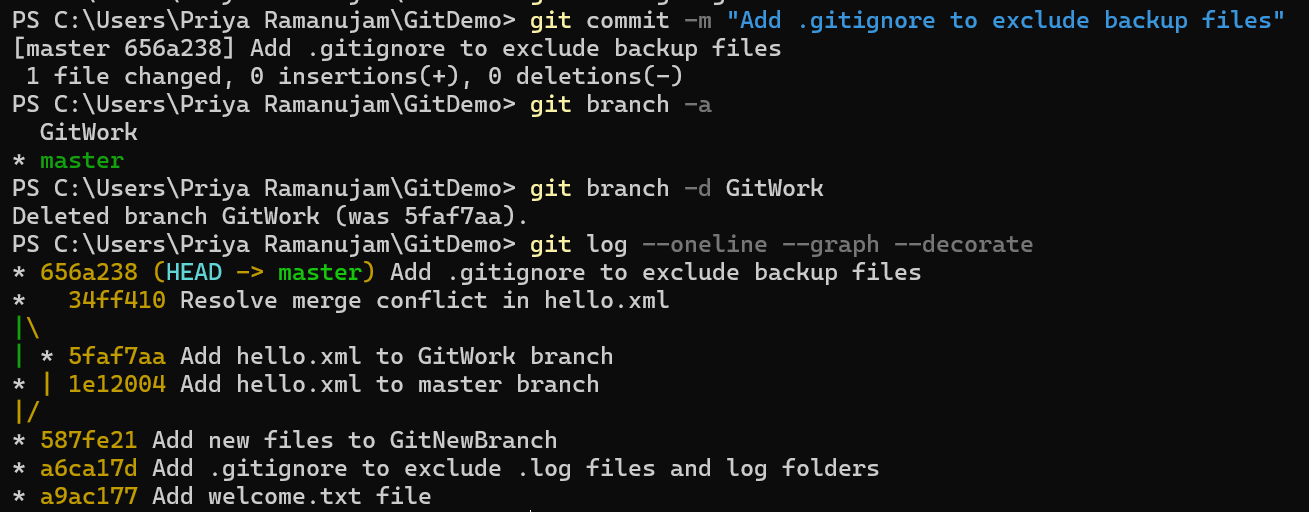 PS C:\Users\Priya Ramanujam\GitDemo> git commit -m "Add .gitignore to exclude backup files"
[master 656a238] Add .gitignore to exclude backup files
 1 file changed, 0 insertions(+), 0 deletions(-)
PS C:\Users\Priya Ramanujam\GitDemo> git branch -a
  GitWork
* master
PS C:\Users\Priya Ramanujam\GitDemo> git branch -d GitWork
Deleted branch GitWork (was 5faf7aa).
PS C:\Users\Priya Ramanujam\GitDemo> git log --oneline --graph --decorate
* 656a238 (HEAD -> master) Add .gitignore to exclude backup files
*   34ff410 Resolve merge conflict in hello.xml
|\
| * 5faf7aa Add hello.xml to GitWork branch
* | 1e12004 Add hello.xml to master branch
|/
* 587fe21 Add new files to GitNewBranch
* a6ca17d Add .gitignore to exclude .log files and log folders
* a9ac177 Add welcome.txt file